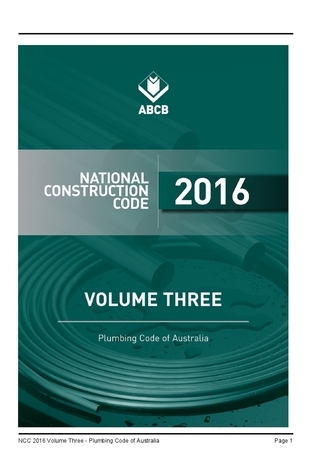 ABCB
NATIONAL
CONSTRUCTION
CODE
2016
VOLUME THREE
Plumbing Code of Australia
NCC 2016 Volume Three - Plumbing Code of Australia
Page 1